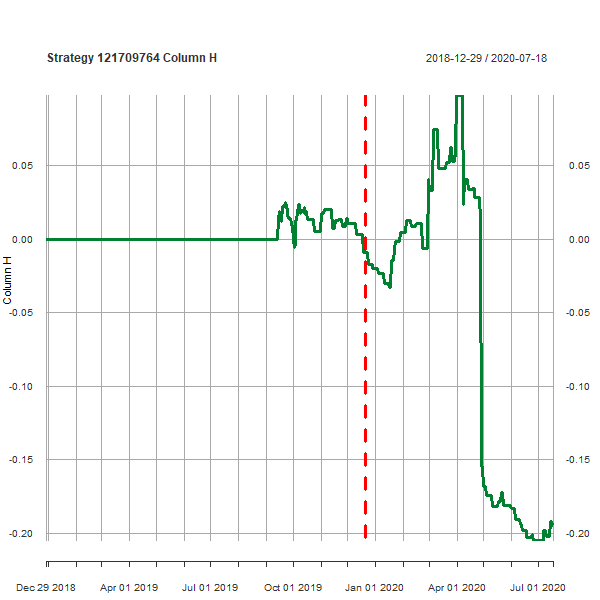 Strategy 121709764 Column H
2018-12-29 / 2020-07-18
0.05
0.05
0.00
0.00
-0.05
-0.05
-0.10
-0.10
-0.15
-0.15
-0.20
-0.20
Column H
Dec 29 2018
Apr 01 2019
Jul 01 2019
Oct 01 2019
Jan 01 2020
Apr 01 2020
Jul 01 2020